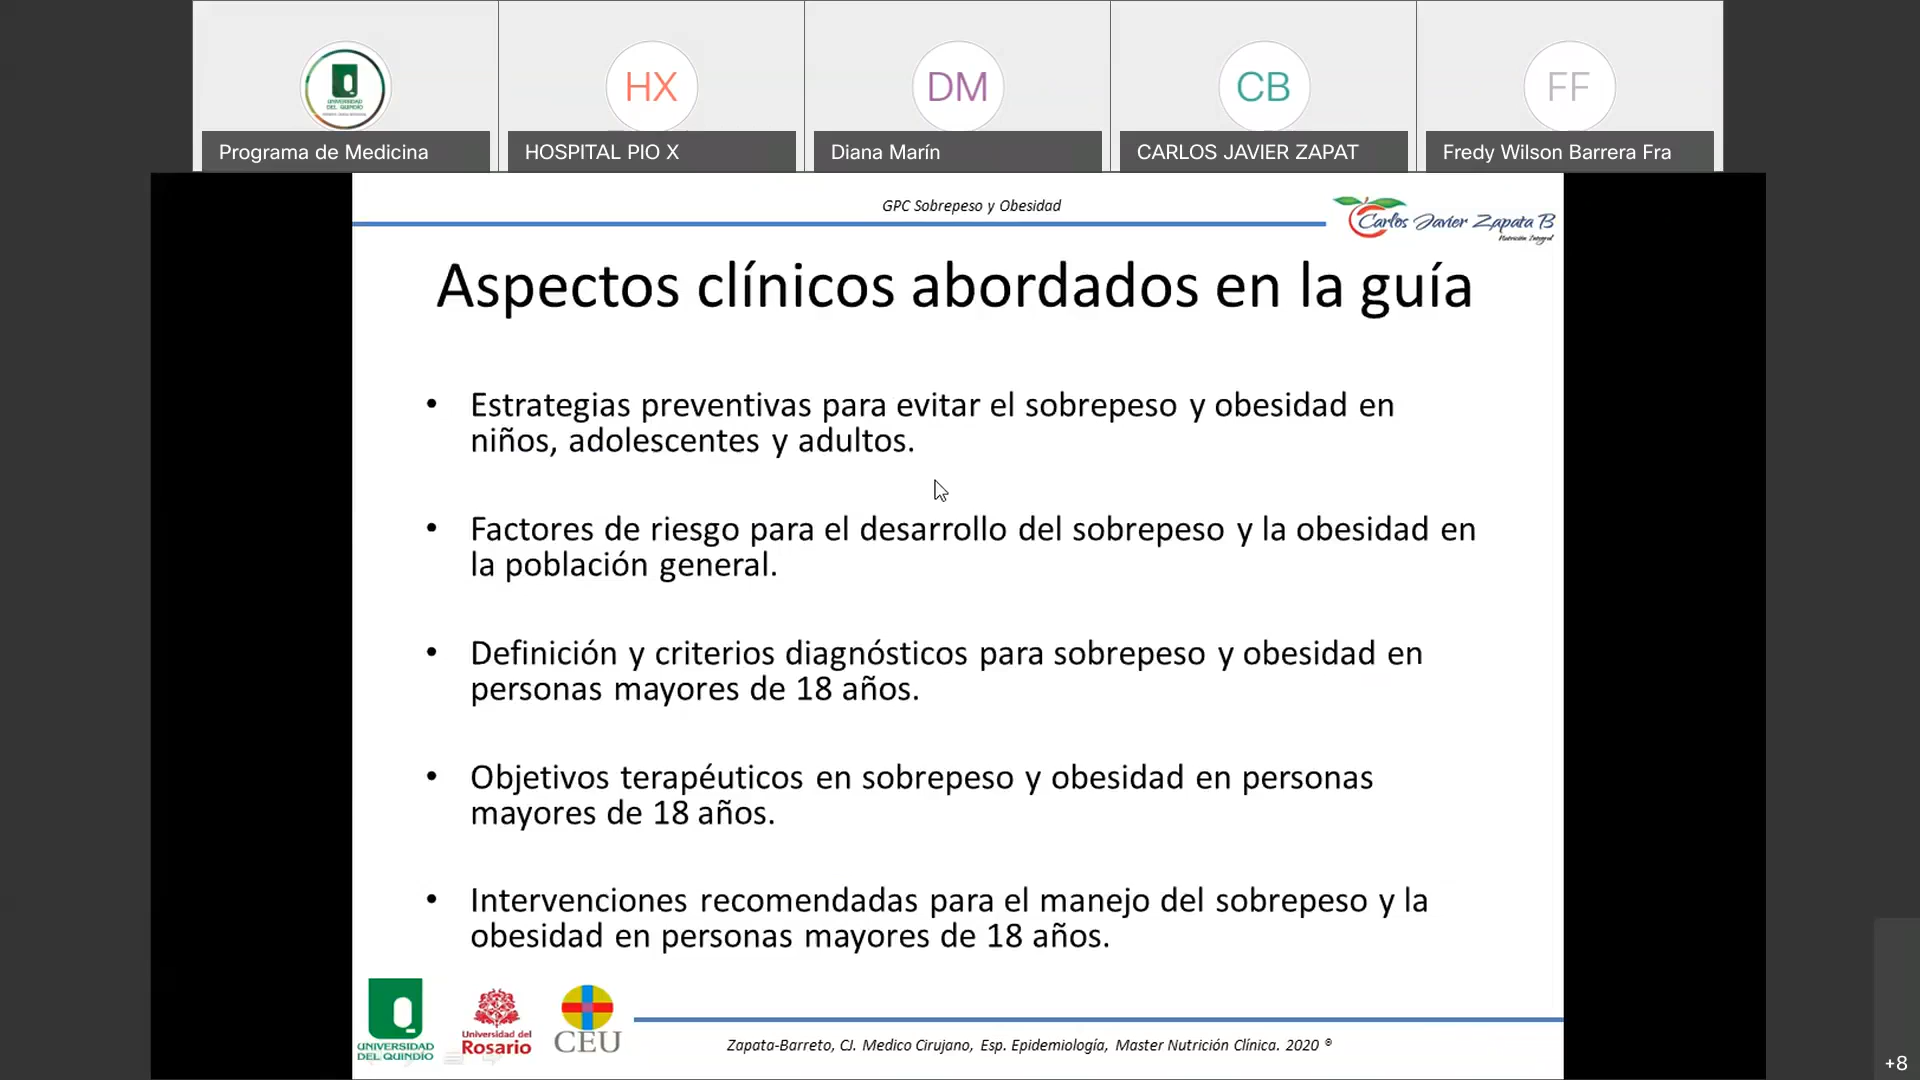 UNIVERSIDAD
DEL QUINDÍO
HX
DM
CB
FF
Programa de Medicina
HOSPITAL PIO X
Diana Marín
CARLOS JAVIER ZAPAT
Fredy Wilson Barrera Fra
GPC Sobrepeso y Obesidad
Carlos Javier Zapata B
Nutrición Integral
Aspectos clínicos abordados en la guía
• Estrategias preventivas para evitar el sobrepeso y obesidad en
niños, adolescentes y adultos.
• Factores de riesgo para el desarrollo del sobrepeso y la obesidad en
la población general.
• Definición y criterios diagnósticos para sobrepeso y obesidad en
personas mayores de 18 años.
• Objetivos terapéuticos en sobrepeso y obesidad en personas
mayores de 18 años.
• Intervenciones recomendadas para el manejo del sobrepeso y la
obesidad en personas mayores de 18 años.
UNIVERSIDAD
DEL QUINDÍO
Universidad del
Rosario
CEU
Zapata-Barreto, CJ. Medico Cirujano, Esp. Epidemiología, Master Nutrición Clínica. 2020 ®
+8